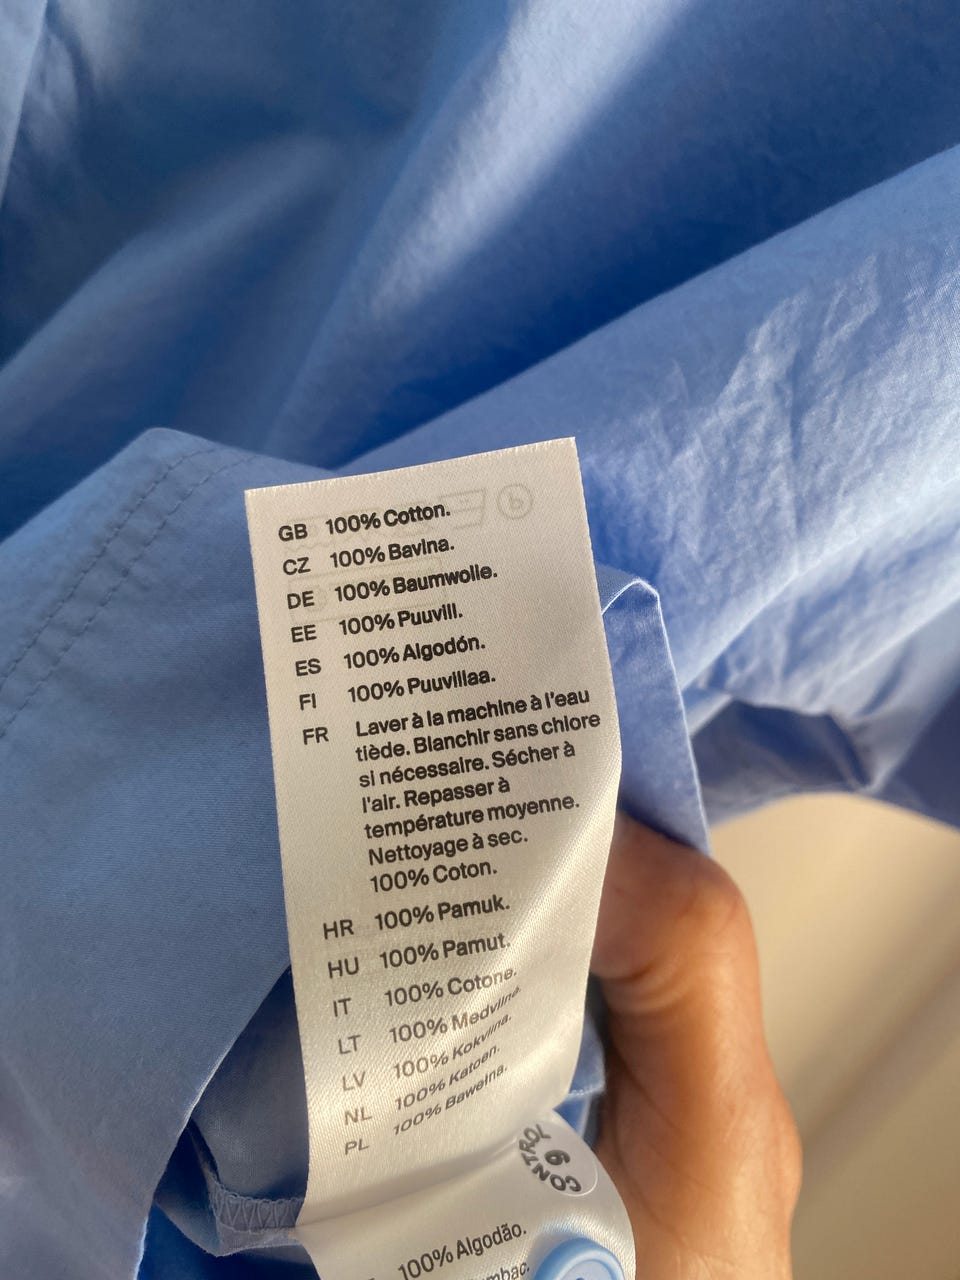 GB 100% Cotton.
CZ 100% Bavlna.
DE 100% Baumwolle.
EE 100% Puuvill.
ES 100% Algodón.
FI 100% Puuvillaa.
FR Laver à la machine à l'eau
tiède. Blanchir sans chlore
si nécessaire. Sécher à
l'air. Repasser à
température moyenne.
Nettoyage à sec.
100% Coton.
HR 100% Pamuk.
HU 100% Pamut.
IT 100% Cotone.
LT 100% Medvilnė.
LV 100% Kokvilna.
NL 100% Katoen.
PL 100% Bawełna.
CONTROL
9
100% Algodão.